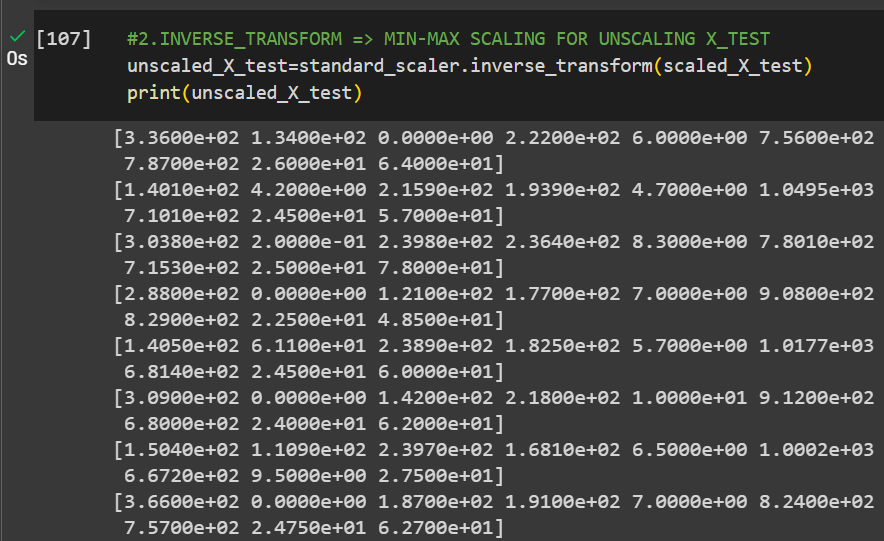 [107] #2.INVERSE_TRANSFORM => MIN-MAX SCALING FOR UNSCALING X_TEST
0s unscaled_X_test=standard_scaler.inverse_transform(scaled_X_test)
print(unscaled_X_test)
[3.3600e+02 1.3400e+02 0.0000e+00 2.2200e+02 6.0000e+00 7.5600e+02
7.8700e+02 2.6000e+01 6.4000e+01]
[1.4010e+02 4.2000e+00 2.1590e+02 1.9390e+02 4.7000e+00 1.0495e+03
7.1010e+02 2.4500e+01 5.7000e+01]
[3.0380e+02 2.0000e-01 2.3980e+02 2.3640e+02 8.3000e+00 7.8010e+02
7.1530e+02 2.5000e+01 7.8000e+01]
[2.8800e+02 0.0000e+00 1.2100e+02 1.7700e+02 7.0000e+00 9.0800e+02
8.2900e+02 2.2500e+01 4.8500e+01]
[1.4050e+02 6.1100e+01 2.3890e+02 1.8250e+02 5.7000e+00 1.0177e+03
6.8140e+02 2.4500e+01 6.0000e+01]
[3.0900e+02 0.0000e+00 1.4200e+02 2.1800e+02 1.0000e+01 9.1200e+02
6.8000e+02 2.4000e+01 6.2000e+01]
[1.5040e+02 1.1090e+02 2.3970e+02 1.6810e+02 6.5000e+00 1.0002e+03
6.6720e+02 9.5000e+00 2.7500e+01]
[3.6600e+02 0.0000e+00 1.8700e+02 1.9100e+02 7.0000e+00 8.2400e+02
7.5700e+02 2.4750e+01 6.2700e+01]